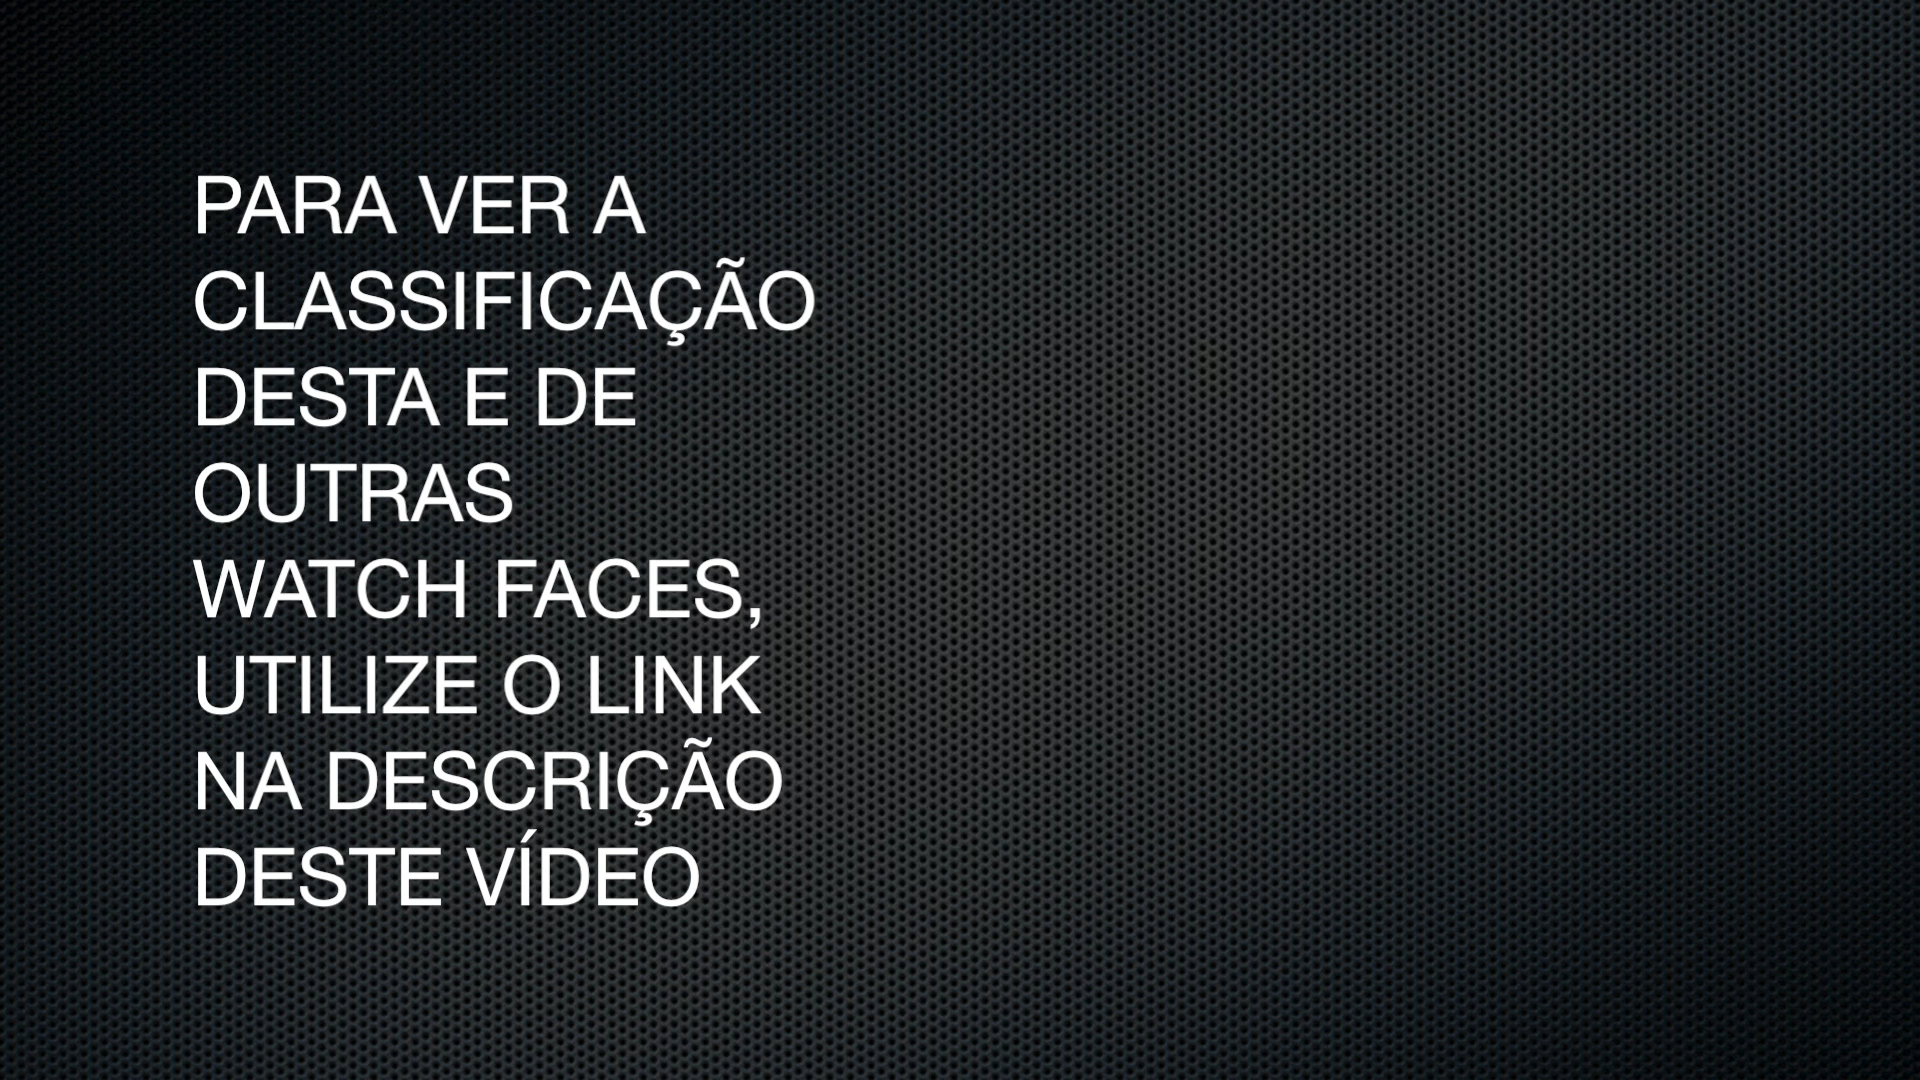 PARA VER A
CLASSIFICAÇÃO
DESTA E DE
OUTRAS
WATCH FACES,
UTILIZE O LINK
NA DESCRIÇÃO
DESTE VÍDEO